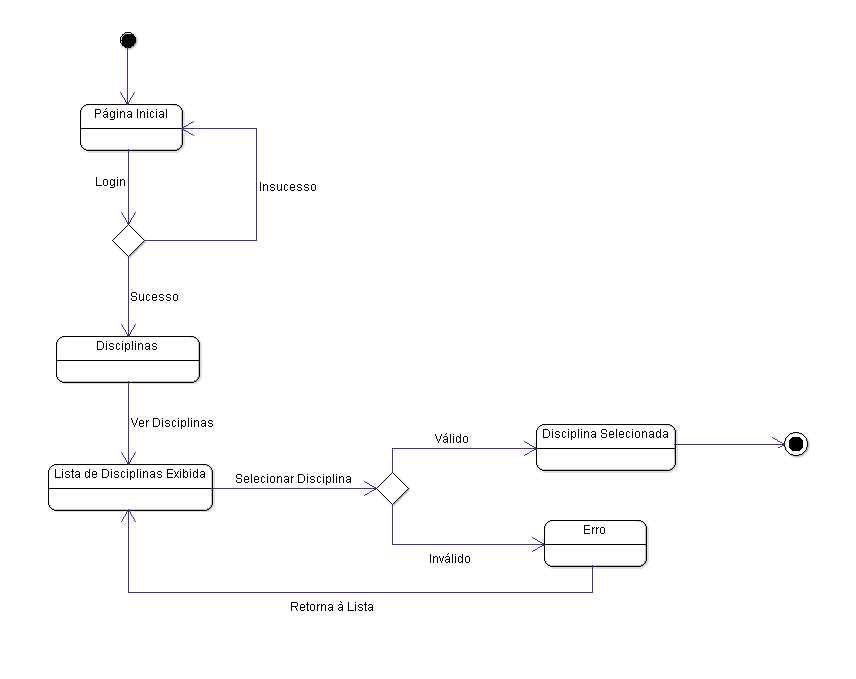 Página Inicial
Login
Insucesso
Sucesso
Disciplinas
Ver Disciplinas
Lista de Disciplinas Exibida
Selecionar Disciplina
Válido
Disciplina Selecionada
Inválido
Erro
Retorna à Lista